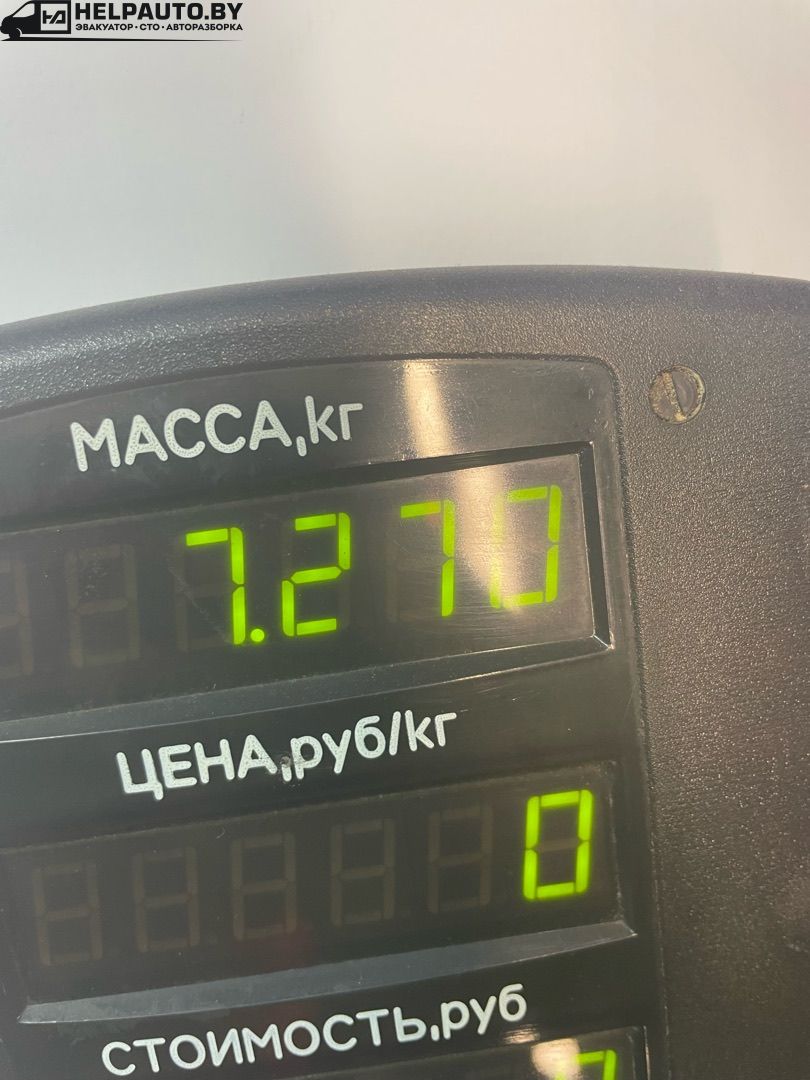 HELPAUTO.BY
ЭВАКУАТОР · СТО · АВТОРАЗБОРКА
МАССА,кг
7.270
ЦЕНА,руб/кг
0
СТОИМОСТЬ,руб